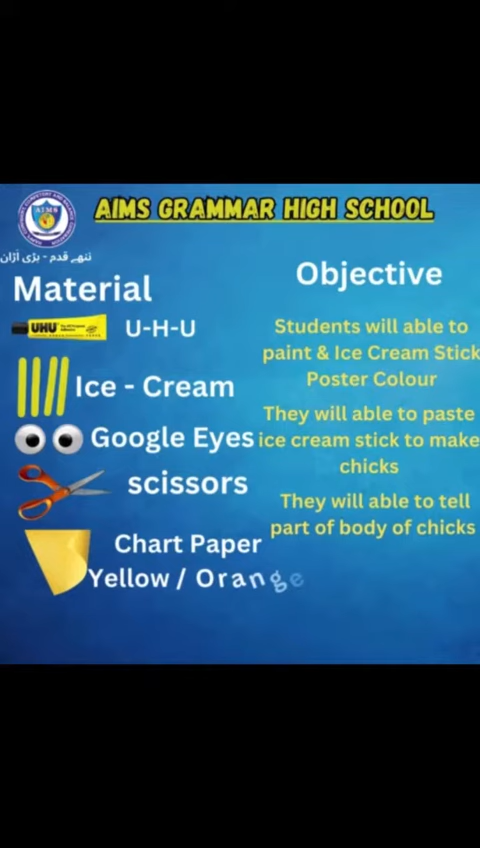 AIMS GRAMMAR HIGH SCHOOL
AIMS
ننھے قدم - بڑی اڑان
Material
UHU
U-H-U
Ice - Cream
Google Eyes
scissors
Chart Paper
Yellow / Orange
Objective
Students will able to
paint & Ice Cream Stick
Poster Colour
They will able to paste
ice cream stick to make
chicks
They will able to tell
part of body of chicks